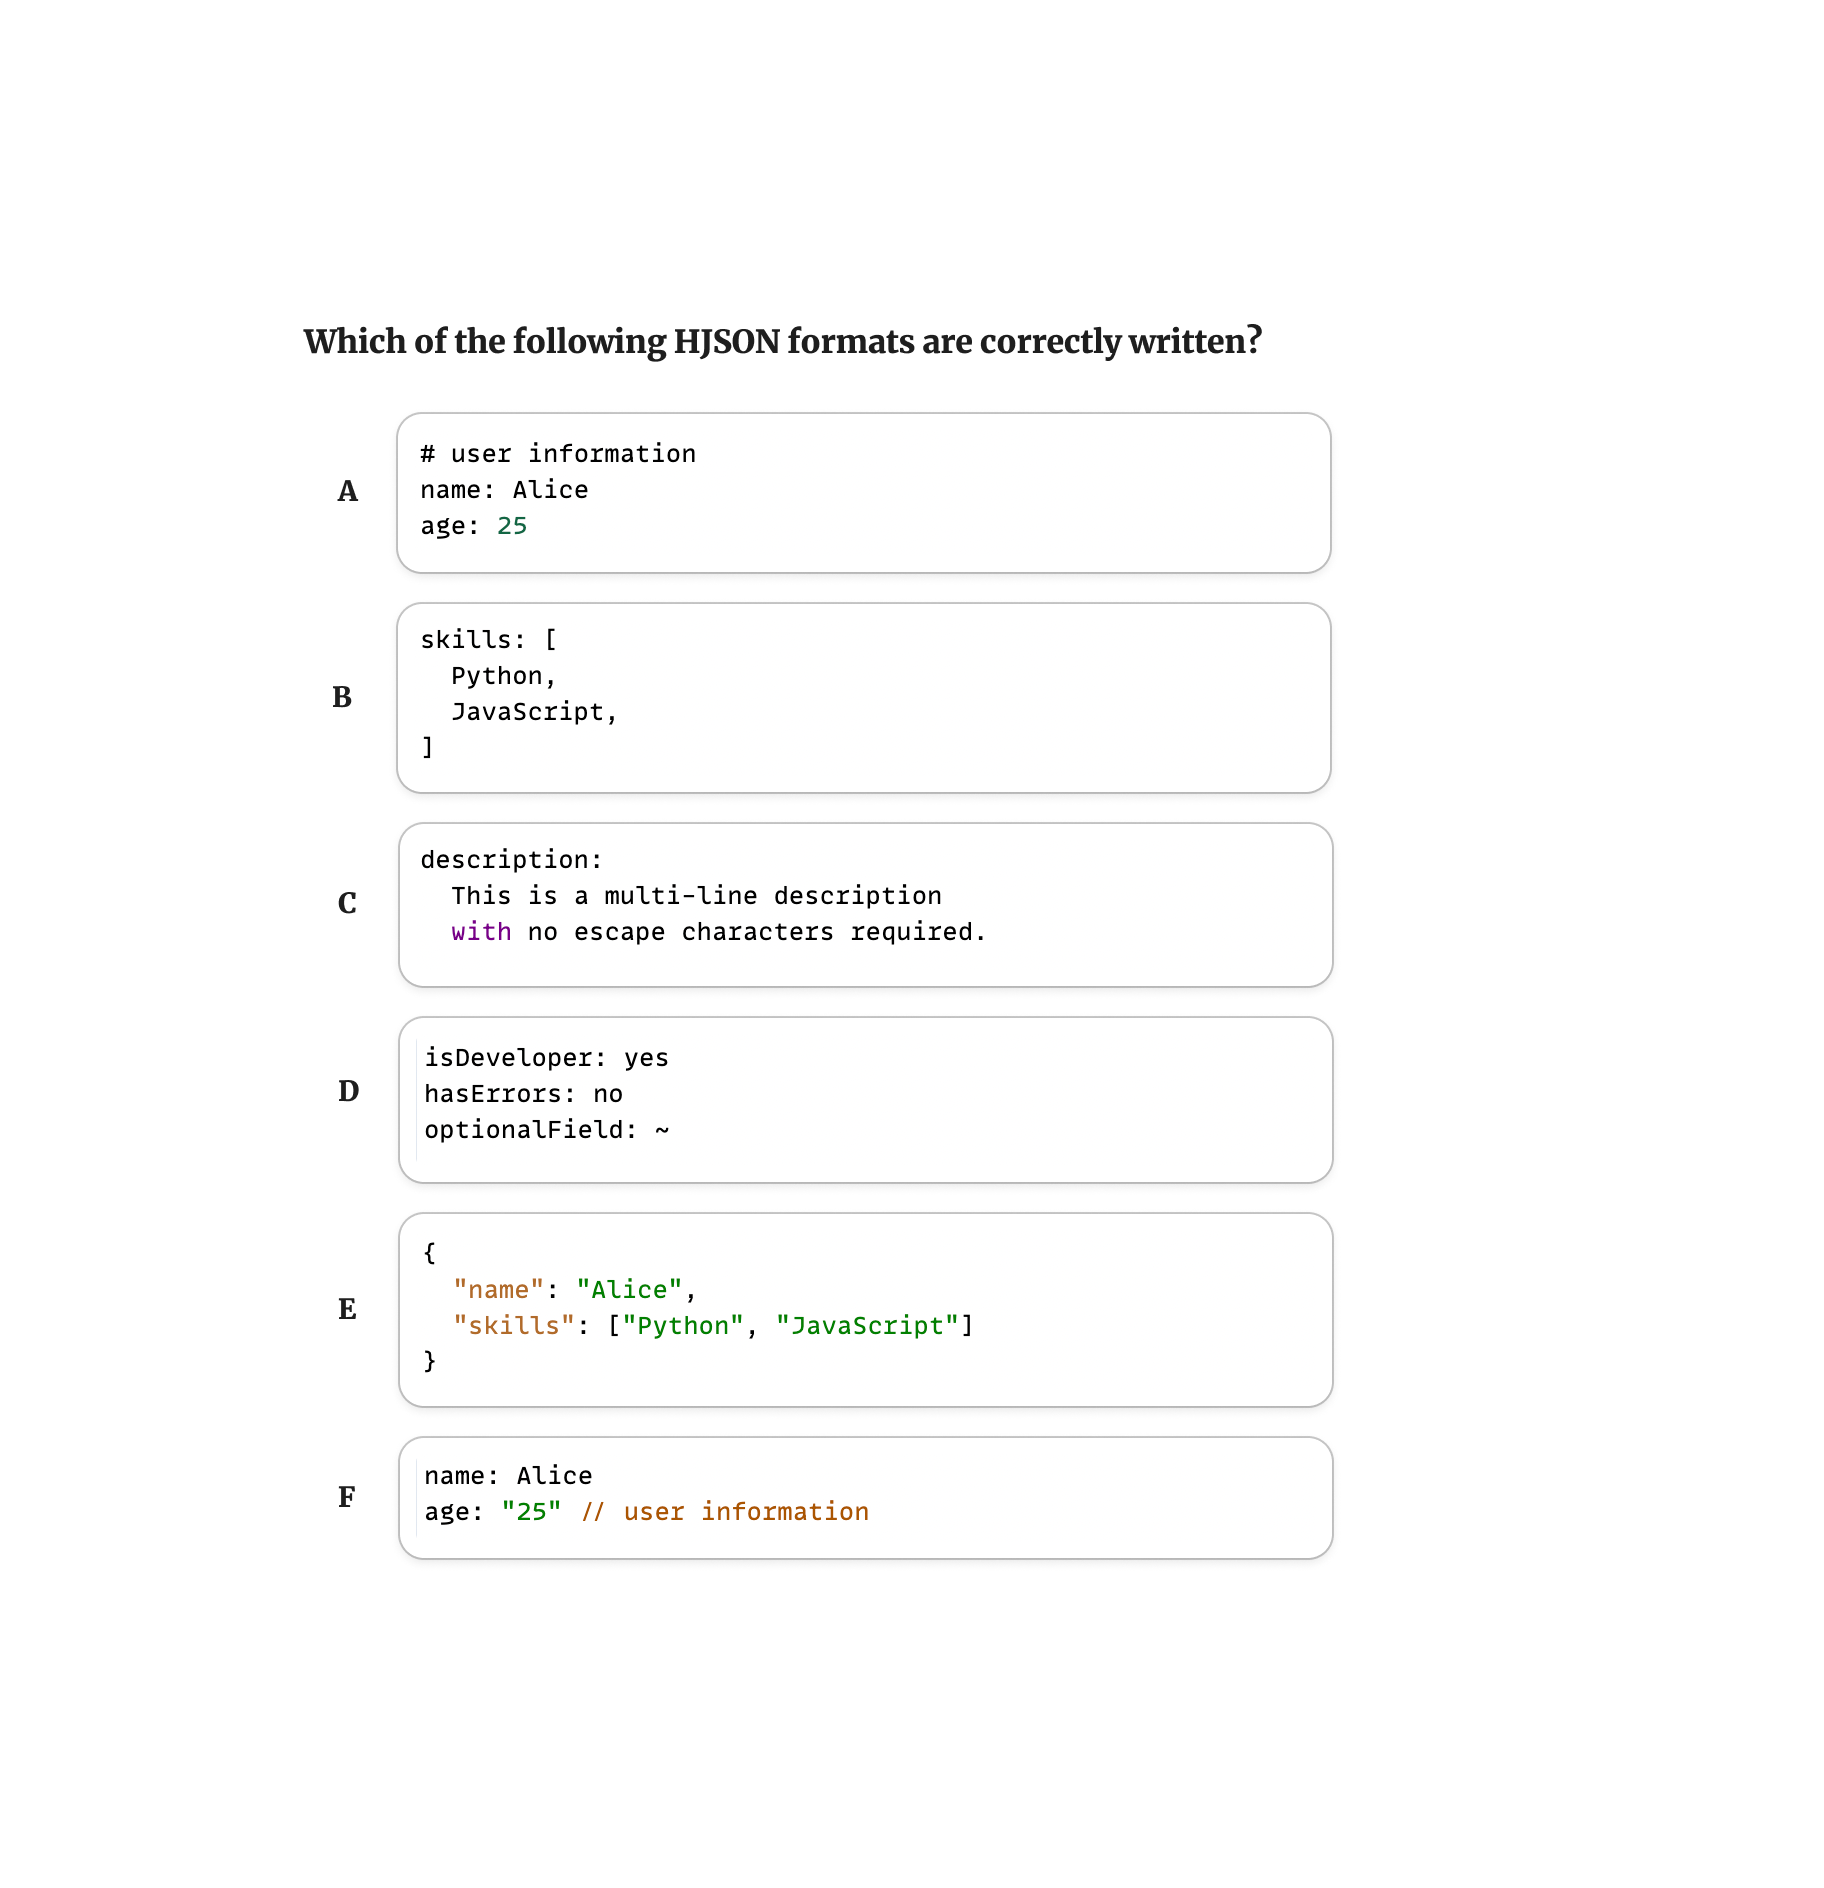 Which of the following HJSON formats are correctly written?
A
# user information
name: Alice
age: 25
B
skills: [
  Python,
  JavaScript,
]
C
description:
  This is a multi-line description
  with no escape characters required.
D
isDeveloper: yes
hasErrors: no
optionalField: ~
E
{
  "name": "Alice",
  "skills": ["Python", "JavaScript"]
}
F
name: Alice
age: "25" // user information